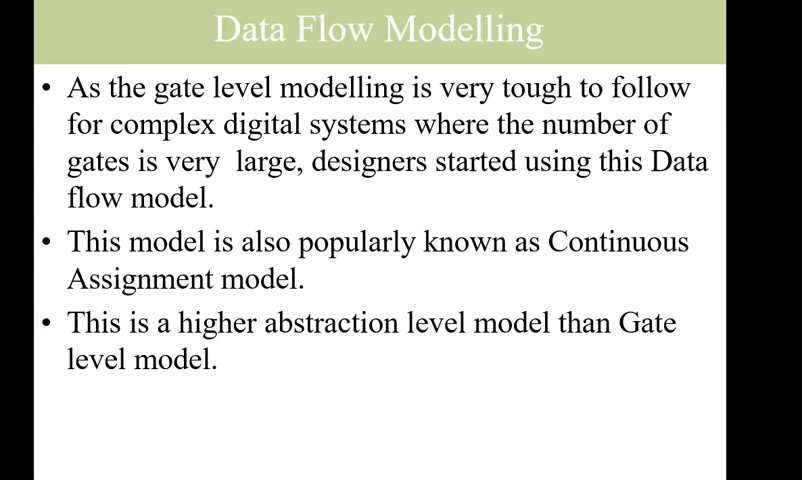 Data Flow Modelling
• As the gate level modelling is very tough to follow
for complex digital systems where the number of
gates is very  large, designers started using this Data
flow model.
• This model is also popularly known as Continuous
Assignment model.
• This is a higher abstraction level model than Gate
level model.